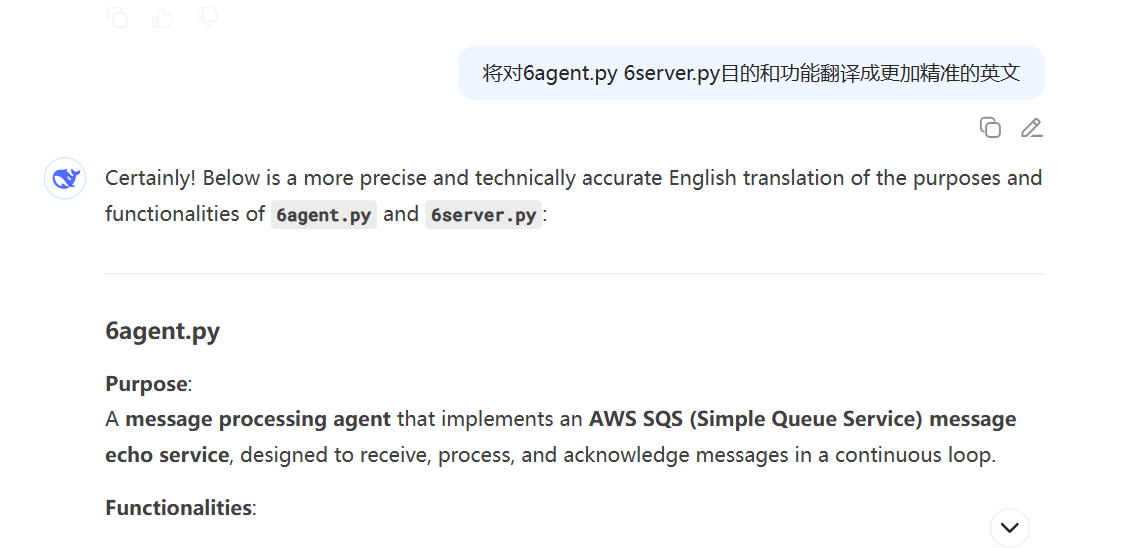 将对6agent.py 6server.py目的和功能翻译成更加精准的英文
Certainly! Below is a more precise and technically accurate English translation of the purposes and
functionalities of 6agent.py and 6server.py:
6agent.py
Purpose:
A message processing agent that implements an AWS SQS (Simple Queue Service) message
echo service, designed to receive, process, and acknowledge messages in a continuous loop.
Functionalities: